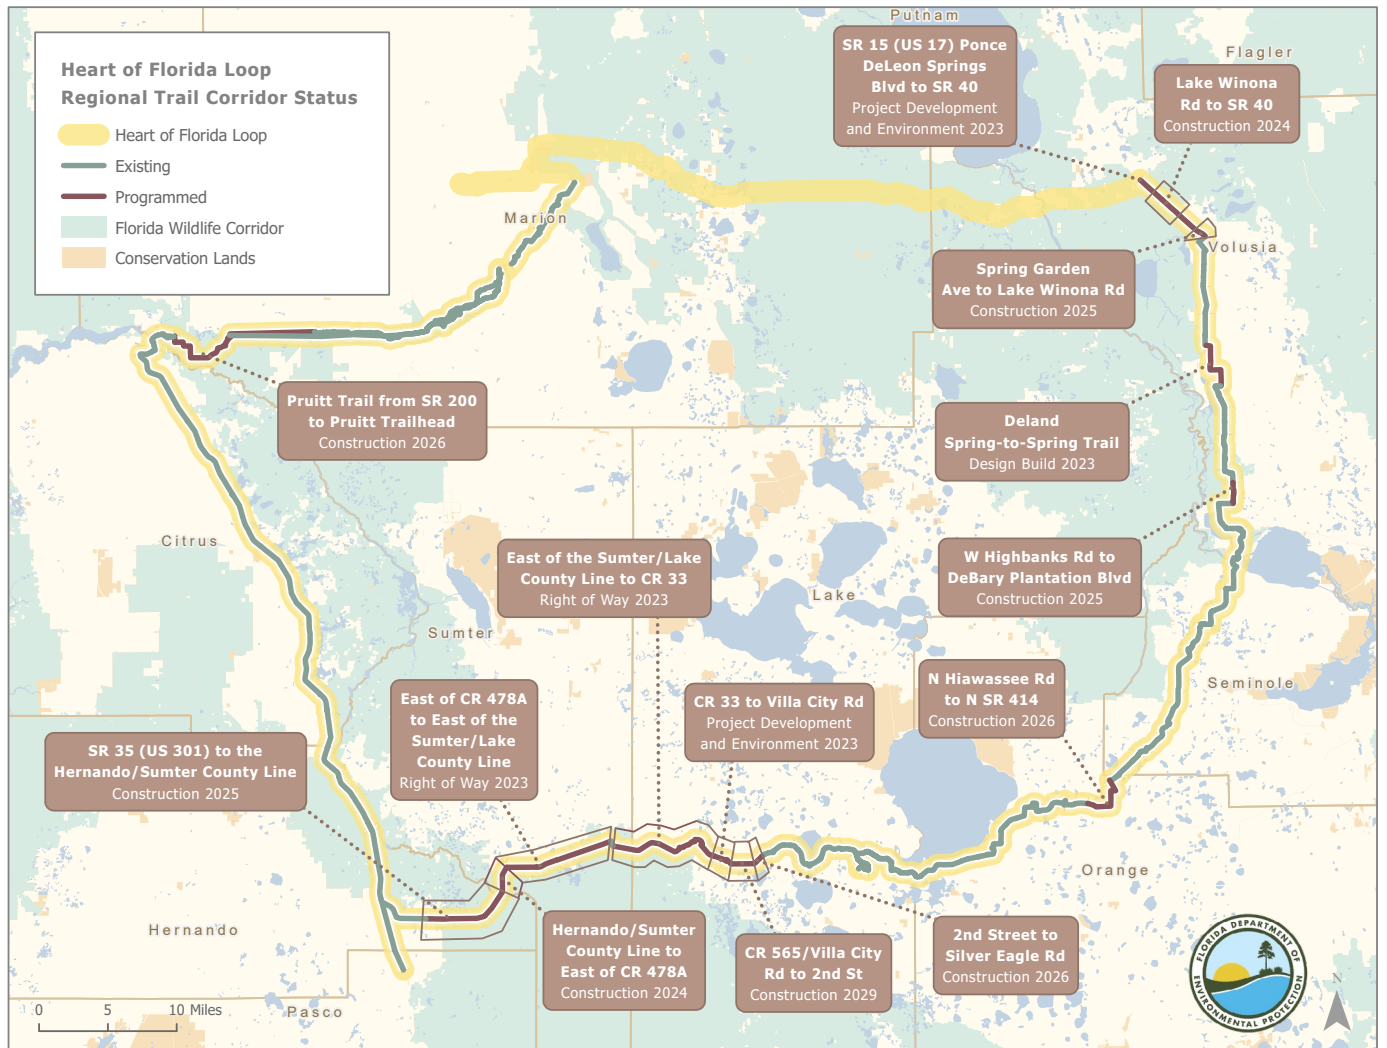 Heart of Florida Loop
Regional Trail Corridor Status
Heart of Florida Loop
Existing
Programmed
Florida Wildlife Corridor
Conservation Lands
Putnam
Flagler
SR 15 (US 17) Ponce
DeLeon Springs
Blvd to SR 40
Project Development
and Environment 2023
Lake Winona
Rd to SR 40
Construction 2024
Marion
Volusia
Spring Garden
Ave to Lake Winona Rd
Construction 2025
Pruitt Trail from SR 200
to Pruitt Trailhead
Construction 2026
Deland
Spring-to-Spring Trail
Design Build 2023
Citrus
East of the Sumter/Lake
County Line to CR 33
Right of Way 2023
W Highbanks Rd to
DeBary Plantation Blvd
Construction 2025
Lake
Sumter
Seminole
N Hiawassee Rd
to N SR 414
Construction 2026
East of CR 478A
to East of the
Sumter/Lake
County Line
Right of Way 2023
CR 33 to Villa City Rd
Project Development
and Environment 2023
SR 35 (US 301) to the
Hernando/Sumter County Line
Construction 2025
Orange
Hernando
Hernando/Sumter
County Line to
East of CR 478A
Construction 2024
CR 565/Villa City
Rd to 2nd St
Construction 2029
2nd Street to
Silver Eagle Rd
Construction 2026
FLORIDA DEPARTMENT OF
ENVIRONMENTAL PROTECTION
N
0 5 10 Miles
Pasco